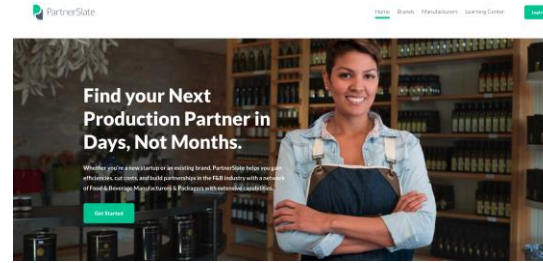 PartnerSlate
Home Brands Manufacturers Learning Center Login
Find your Next
Production Partner in
Days, Not Months.
Whether you're a new startup or an existing brand, PartnerSlate helps you gain
efficiencies, cut costs, and build partnerships in the F&B industry with a network
of Food & Beverage Manufacturers & Packagers with extensive capabilities.
Get Started